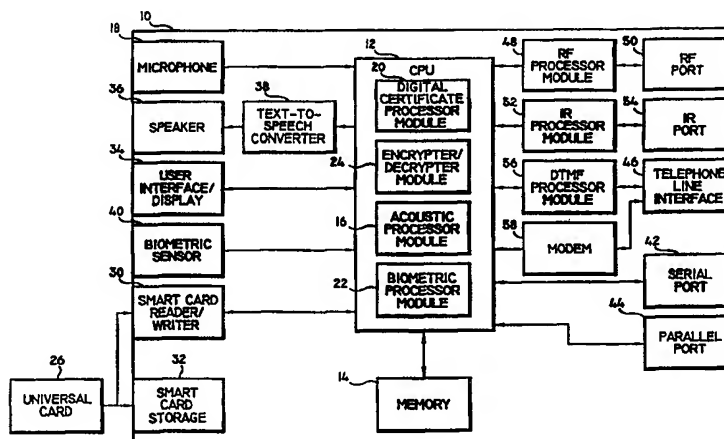 10
18
MICROPHONE
36
SPEAKER
38
TEXT-TO-
SPEECH
CONVERTER
34
USER
INTERFACE/
DISPLAY
40
BIOMETRIC
SENSOR
30
SMART CARD
READER/
WRITER
26
UNIVERSAL
CARD
32
SMART
CARD
STORAGE
12
CPU
20
DIGITAL
CERTIFICATE
PROCESSOR
MODULE
24
ENCRYPTER/
DECRYPTER
MODULE
16
ACOUSTIC
PROCESSOR
MODULE
22
BIOMETRIC
PROCESSOR
MODULE
14
MEMORY
48
RF
PROCESSOR
MODULE
50
RF
PORT
52
IR
PROCESSOR
MODULE
54
IR
PORT
56
DTMF
PROCESSOR
MODULE
46
TELEPHONE
LINE
INTERFACE
58
MODEM
42
SERIAL
PORT
44
PARALLEL
PORT